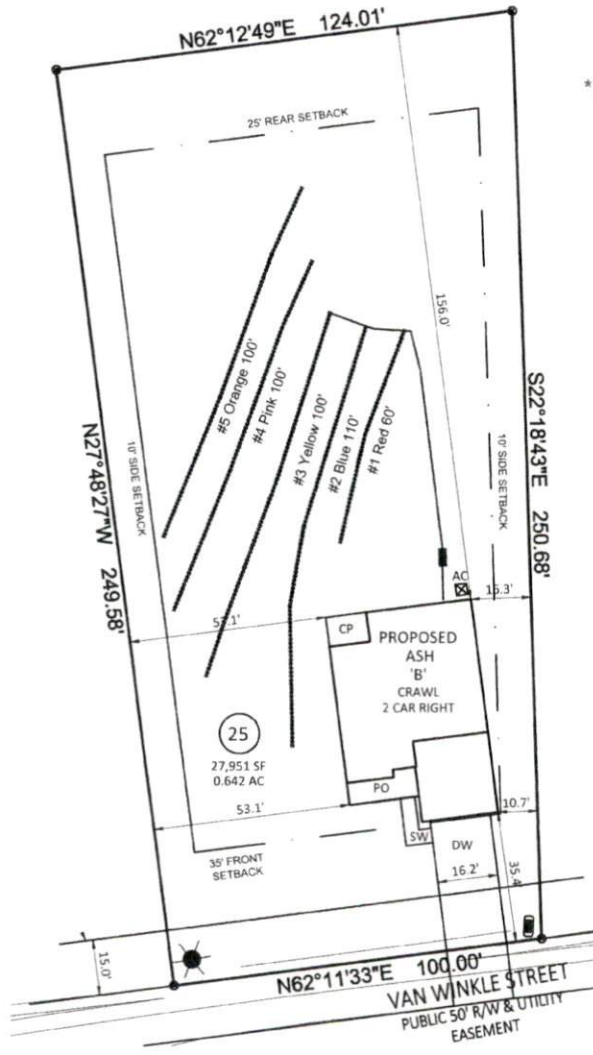 N62°12'49"E 124.01'
*
25' REAR SETBACK
156.0'
#5 Orange 100'
#4 Pink 100'
#3 Yellow 100'
#2 Blue 110'
#1 Red 60'
S22°18'43"E 250.68'
10' SIDE SETBACK
10' SIDE SETBACK
N27°48'27"W 249.58'
AC
53.1'
CP
PROPOSED
ASH
'B'
CRAWL
2 CAR RIGHT
25
27,951 SF
0.642 AC
PO
53.1'
10.7'
SW
DW
35' FRONT
SETBACK
16.2'
35.4'
15.0'
N62°11'33"E 100.00'
VAN WINKLE STREET
PUBLIC 50' R/W & UTILITY
EASEMENT